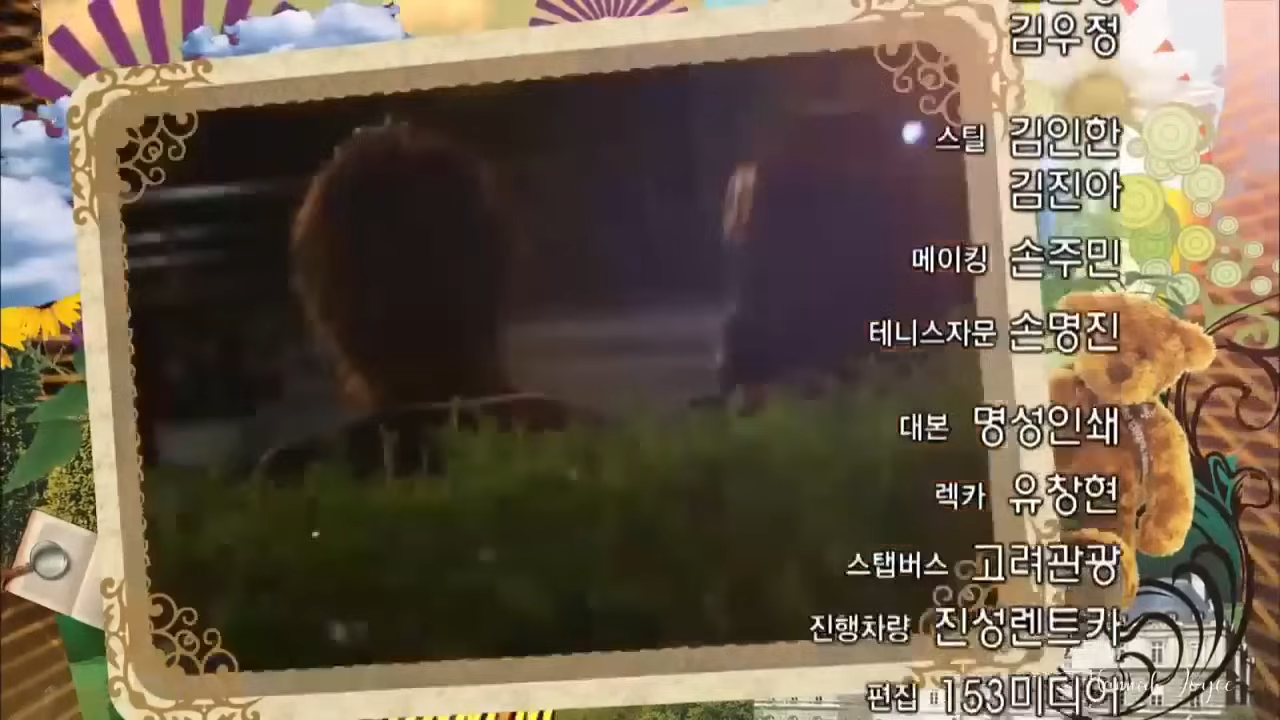 김우정
스틸 김인한
김진아
메이킹 손주민
테니스자문 손명진
대본 명성인쇄
렉카 유창현
스탭버스 고려관광
진행차량 진성렌트카
편집 153미디어
Joyce